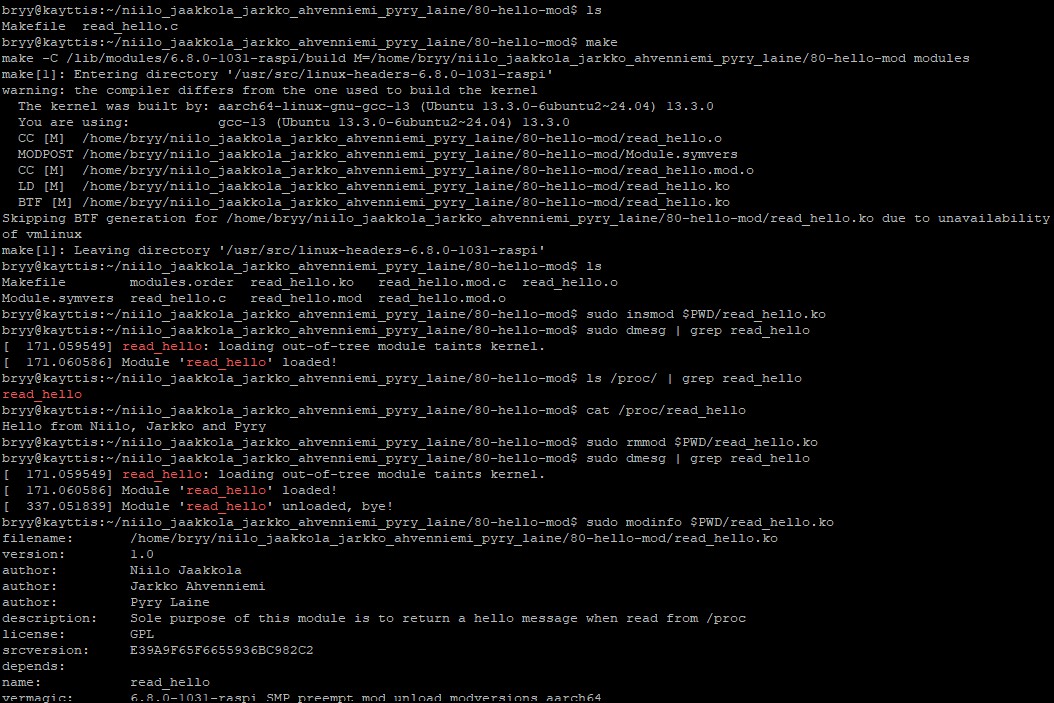 bryy@kayttis:~/niilo_jaakkola_jarkko_ahvenniemi_pyry_laine/80-hello-mod$ ls
Makefile  read_hello.c
bryy@kayttis:~/niilo_jaakkola_jarkko_ahvenniemi_pyry_laine/80-hello-mod$ make
make -C /lib/modules/6.8.0-1031-raspi/build M=/home/bryy/niilo_jaakkola_jarkko_ahvenniemi_pyry_laine/80-hello-mod modules
make[1]: Entering directory '/usr/src/linux-headers-6.8.0-1031-raspi'
warning: the compiler differs from the one used to build the kernel
  The kernel was built by: aarch64-linux-gnu-gcc-13 (Ubuntu 13.3.0-6ubuntu2~24.04) 13.3.0
  You are using:           gcc-13 (Ubuntu 13.3.0-6ubuntu2~24.04) 13.3.0
  CC [M]  /home/bryy/niilo_jaakkola_jarkko_ahvenniemi_pyry_laine/80-hello-mod/read_hello.o
  MODPOST /home/bryy/niilo_jaakkola_jarkko_ahvenniemi_pyry_laine/80-hello-mod/Module.symvers
  CC [M]  /home/bryy/niilo_jaakkola_jarkko_ahvenniemi_pyry_laine/80-hello-mod/read_hello.mod.o
  LD [M]  /home/bryy/niilo_jaakkola_jarkko_ahvenniemi_pyry_laine/80-hello-mod/read_hello.ko
  BTF [M] /home/bryy/niilo_jaakkola_jarkko_ahvenniemi_pyry_laine/80-hello-mod/read_hello.ko
Skipping BTF generation for /home/bryy/niilo_jaakkola_jarkko_ahvenniemi_pyry_laine/80-hello-mod/read_hello.ko due to unavailability
of vmlinux
make[1]: Leaving directory '/usr/src/linux-headers-6.8.0-1031-raspi'
bryy@kayttis:~/niilo_jaakkola_jarkko_ahvenniemi_pyry_laine/80-hello-mod$ ls
Makefile        modules.order  read_hello.ko   read_hello.mod.c  read_hello.o
Module.symvers  read_hello.c   read_hello.mod  read_hello.mod.o
bryy@kayttis:~/niilo_jaakkola_jarkko_ahvenniemi_pyry_laine/80-hello-mod$ sudo insmod $PWD/read_hello.ko
bryy@kayttis:~/niilo_jaakkola_jarkko_ahvenniemi_pyry_laine/80-hello-mod$ sudo dmesg | grep read_hello
[  171.059549] read_hello: loading out-of-tree module taints kernel.
[  171.060586] Module 'read_hello' loaded!
bryy@kayttis:~/niilo_jaakkola_jarkko_ahvenniemi_pyry_laine/80-hello-mod$ ls /proc/ | grep read_hello
read_hello
bryy@kayttis:~/niilo_jaakkola_jarkko_ahvenniemi_pyry_laine/80-hello-mod$ cat /proc/read_hello
Hello from Niilo, Jarkko and Pyry
bryy@kayttis:~/niilo_jaakkola_jarkko_ahvenniemi_pyry_laine/80-hello-mod$ sudo rmmod $PWD/read_hello.ko
bryy@kayttis:~/niilo_jaakkola_jarkko_ahvenniemi_pyry_laine/80-hello-mod$ sudo dmesg | grep read_hello
[  171.059549] read_hello: loading out-of-tree module taints kernel.
[  171.060586] Module 'read_hello' loaded!
[  337.051839] Module 'read_hello' unloaded, bye!
bryy@kayttis:~/niilo_jaakkola_jarkko_ahvenniemi_pyry_laine/80-hello-mod$ sudo modinfo $PWD/read_hello.ko
filename:       /home/bryy/niilo_jaakkola_jarkko_ahvenniemi_pyry_laine/80-hello-mod/read_hello.ko
version:        1.0
author:         Niilo Jaakkola
author:         Jarkko Ahvenniemi
author:         Pyry Laine
description:    Sole purpose of this module is to return a hello message when read from /proc
license:        GPL
srcversion:     E39A9F65F6655936BC982C2
depends:
name:           read_hello
vermagic:       6.8.0-1031-raspi SMP preempt mod_unload modversions aarch64